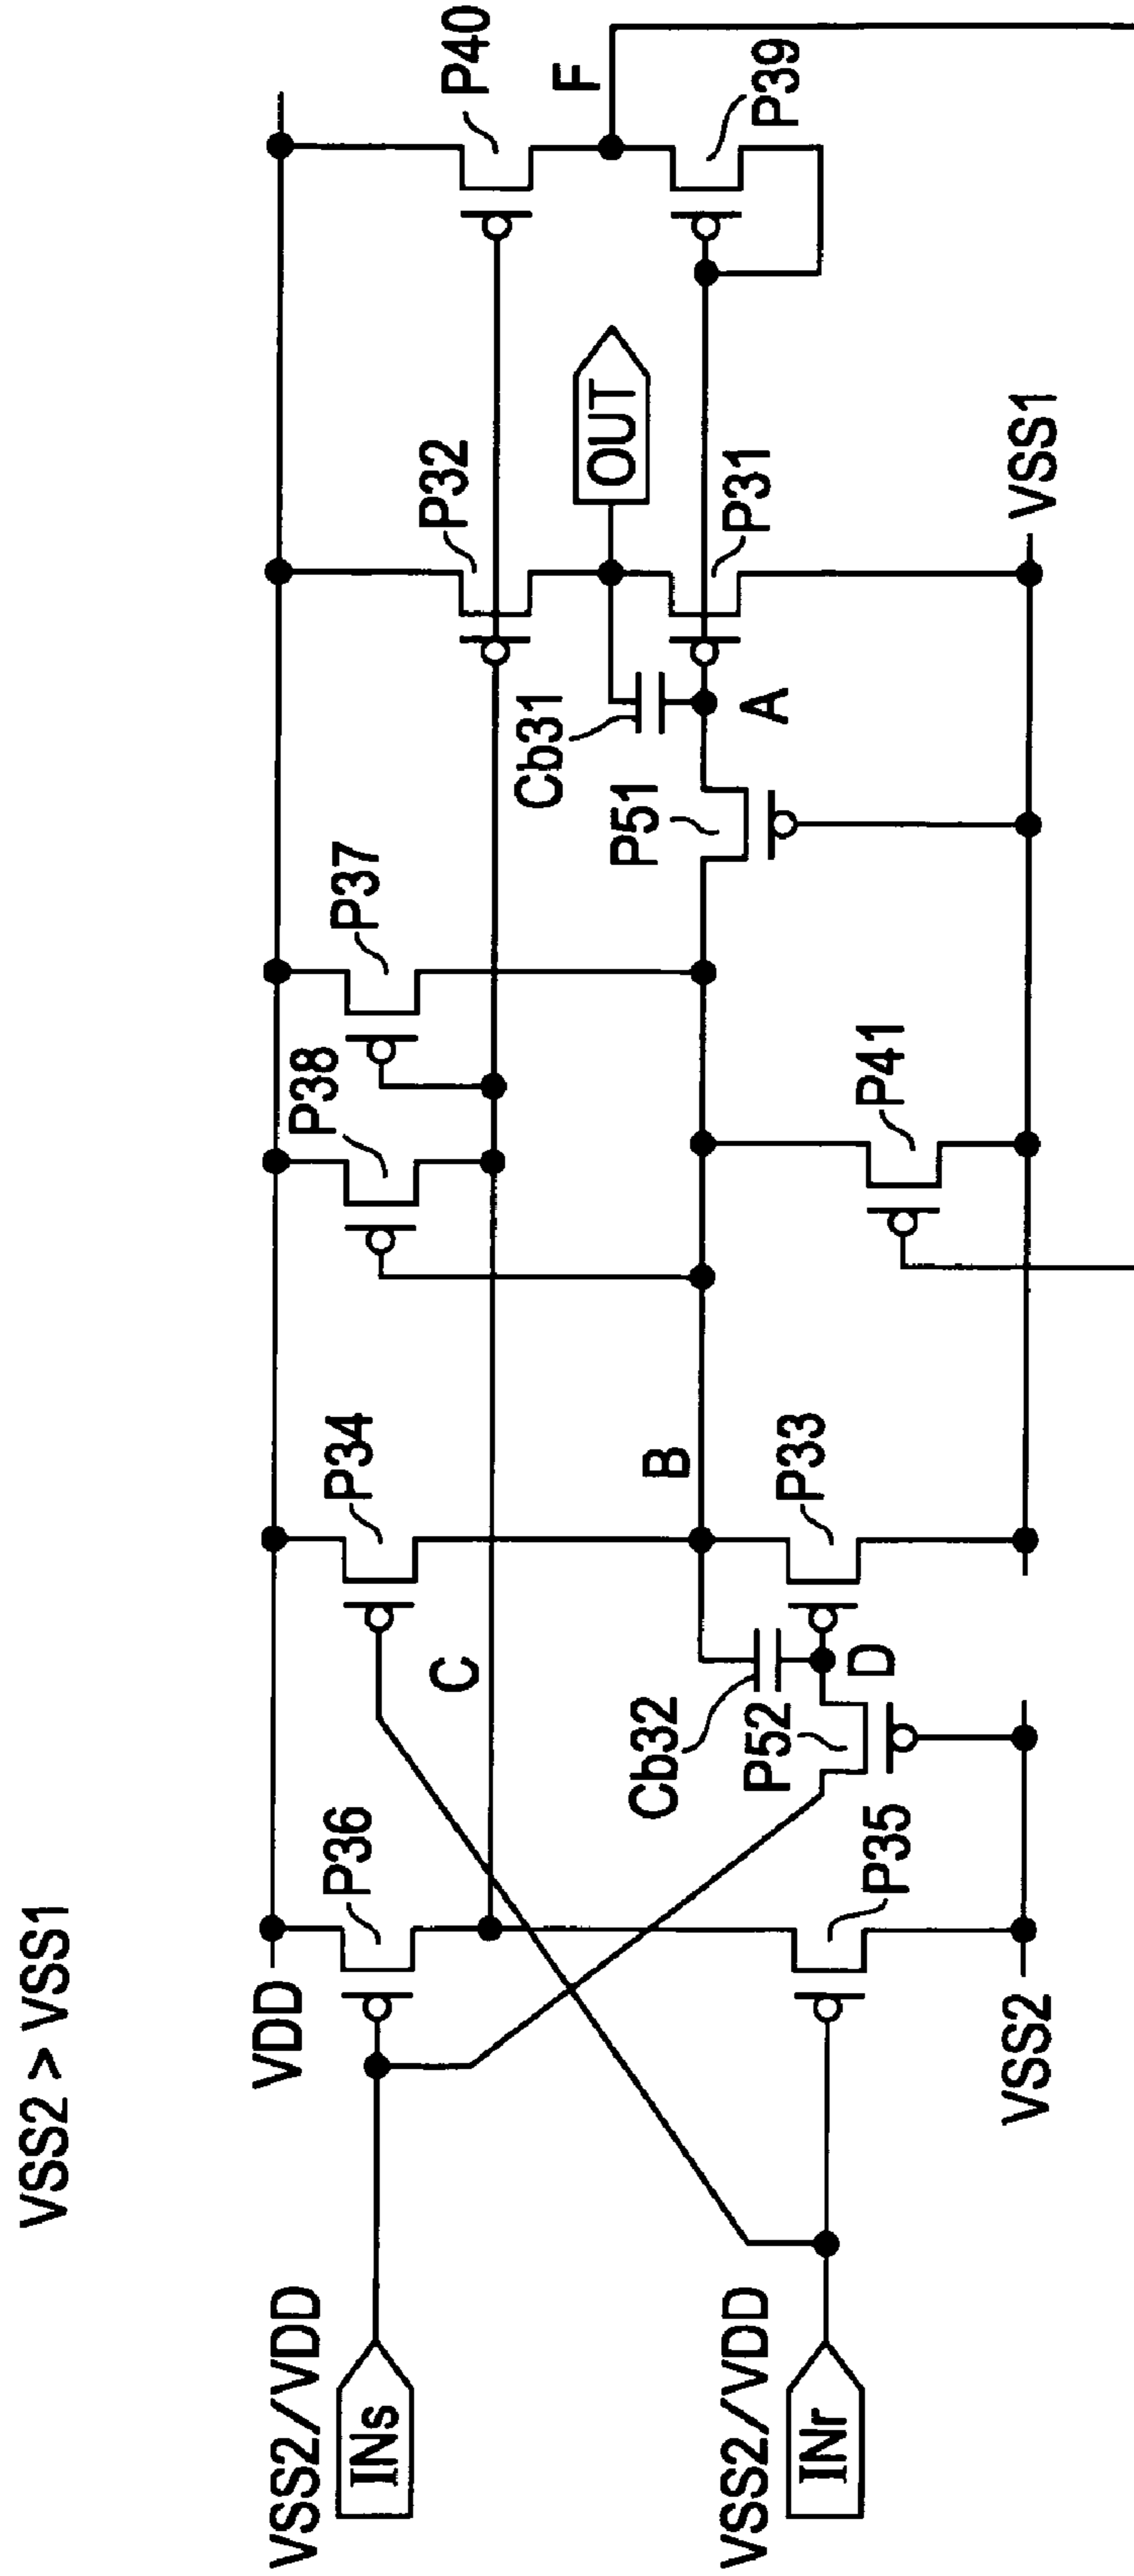 VSS2 > VSS1
VSS2/VDD
INs
VSS2/VDD
INr
VDD
P36
C
P34
P38
P37
P32
P40
F
OUT
Cb31
P51
A
P31
P39
B
Cb32
P52
D
P33
P41
P35
VSS2
VSS1